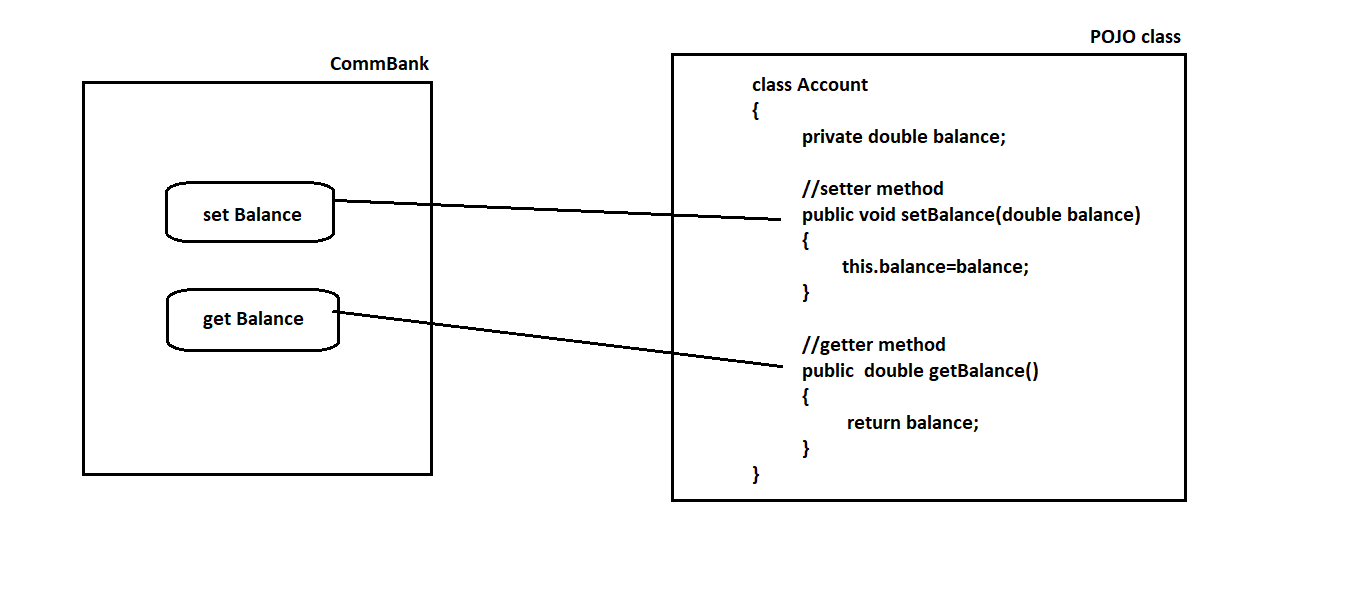 CommBank
set Balance
get Balance
POJO class
class Account
{
private double balance;
//setter method
public void setBalance(double balance)
{
this.balance=balance;
}
//getter method
public  double getBalance()
{
return balance;
}
}